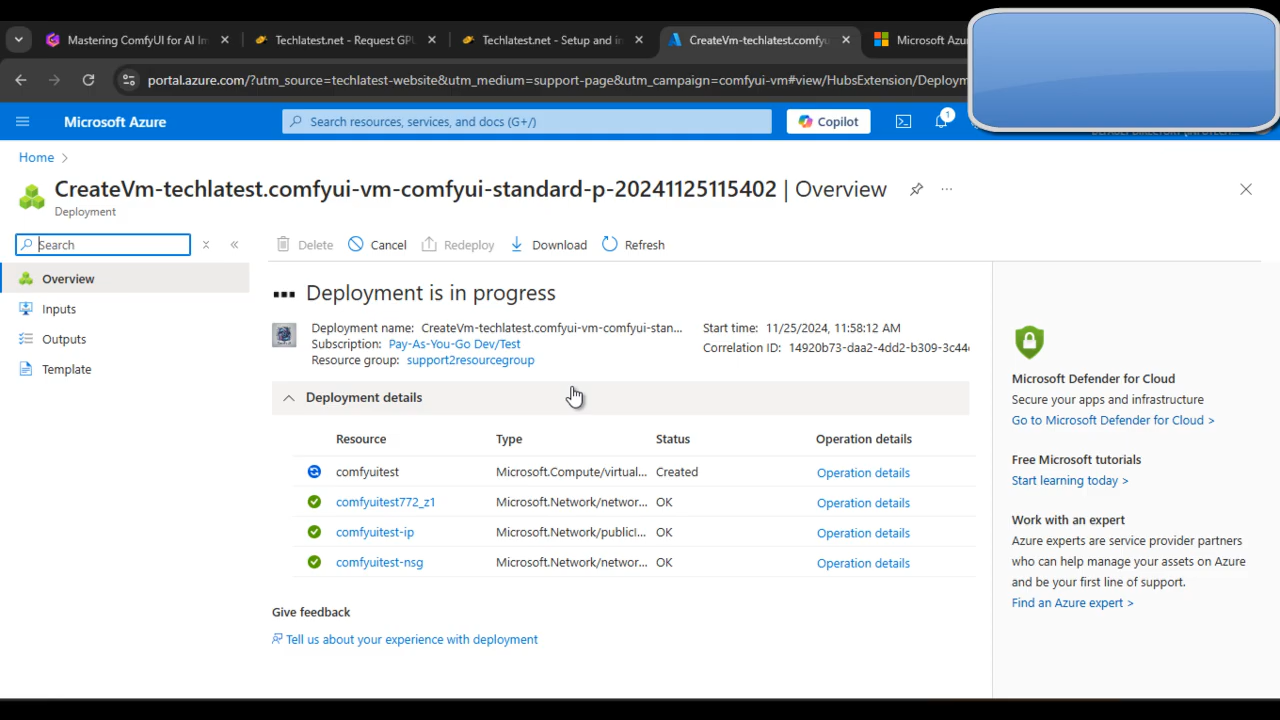 Mastering ComfyUI for AI Im
Techlatest.net - Request GPU
Techlatest.net - Setup and in
CreateVm-techlatest.comfyu
Microsoft Azu
portal.azure.com/?utm_source=techlatest-website&utm_medium=support-page&utm_campaign=comfyui-vm#view/HubsExtension/Deploym
Microsoft Azure
Search resources, services, and docs (G+/)
Copilot
1
Home
CreateVm-techlatest.comfyui-vm-comfyui-standard-p-20241125115402 | Overview
Deployment
Search
Delete
Cancel
Redeploy
Download
Refresh
Overview
Inputs
Outputs
Template
Deployment is in progress
Deployment name: CreateVm-techlatest.comfyui-vm-comfyui-stan...
Subscription: Pay-As-You-Go Dev/Test
Resource group: support2resourcegroup
Start time: 11/25/2024, 11:58:12 AM
Correlation ID: 14920b73-daa2-4dd2-b309-3c44
Deployment details
Resource Type Status Operation details
comfyuitest Microsoft.Compute/virtual... Created Operation details
comfyuitest772_z1 Microsoft.Network/networ... OK Operation details
comfyuitest-ip Microsoft.Network/publicI... OK Operation details
comfyuitest-nsg Microsoft.Network/networ... OK Operation details
Give feedback
Tell us about your experience with deployment
Microsoft Defender for Cloud
Secure your apps and infrastructure
Go to Microsoft Defender for Cloud >
Free Microsoft tutorials
Start learning today >
Work with an expert
Azure experts are service provider partners
who can help manage your assets on Azure
and be your first line of support.
Find an Azure expert >